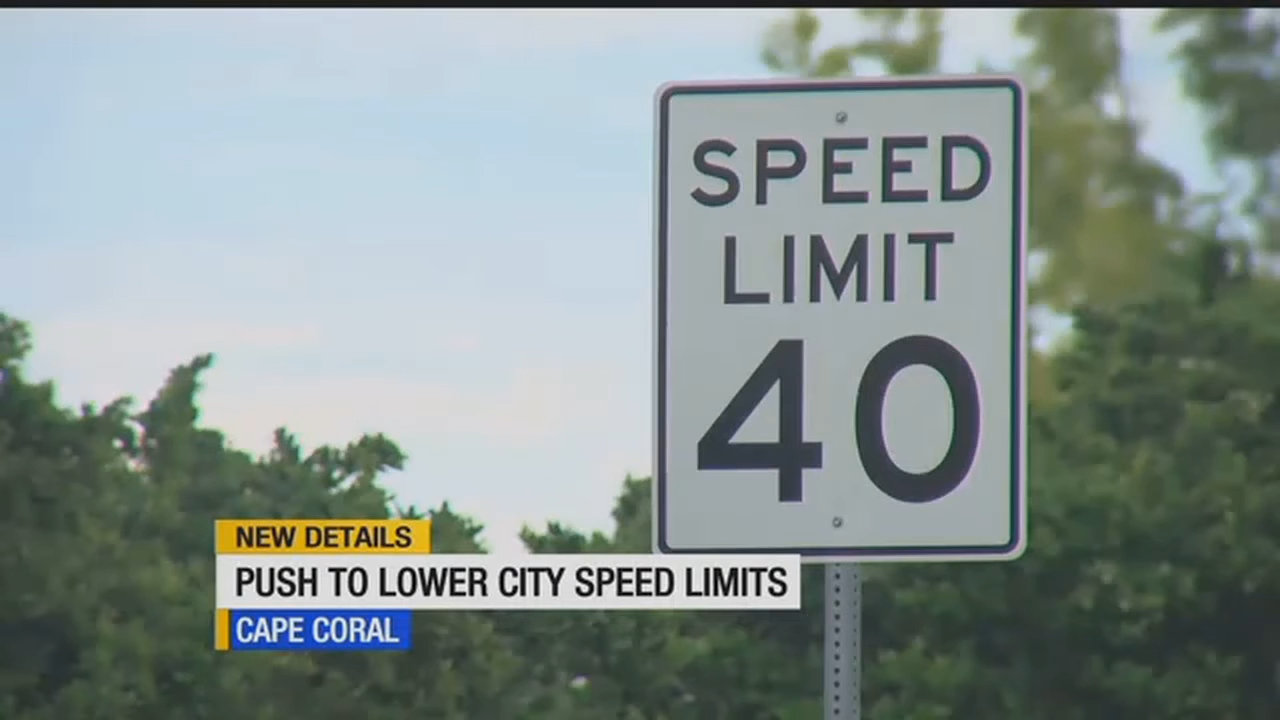 SPEED
LIMIT
40
NEW DETAILS
PUSH TO LOWER CITY SPEED LIMITS
CAPE CORAL